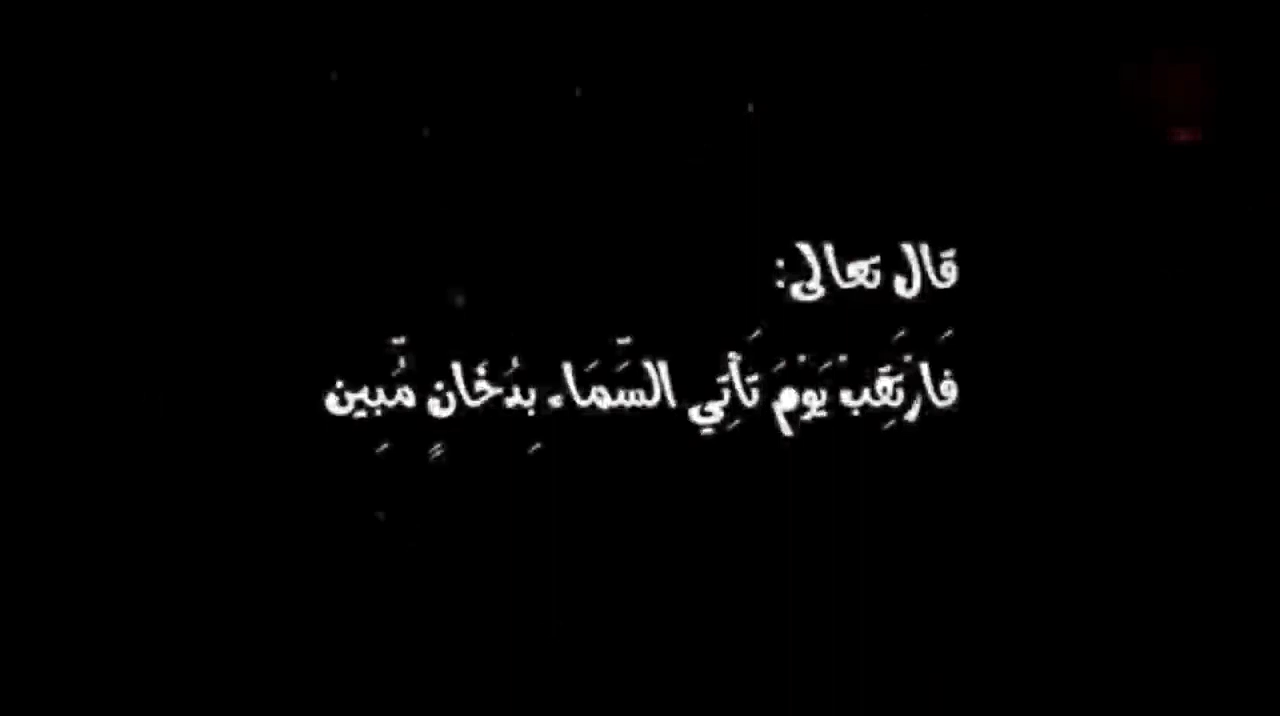 قال تعالى:
فَارْتَقِبْ يَوْمَ تَأْتِي السَّمَاء بِدُخَانٍ مُّبِين